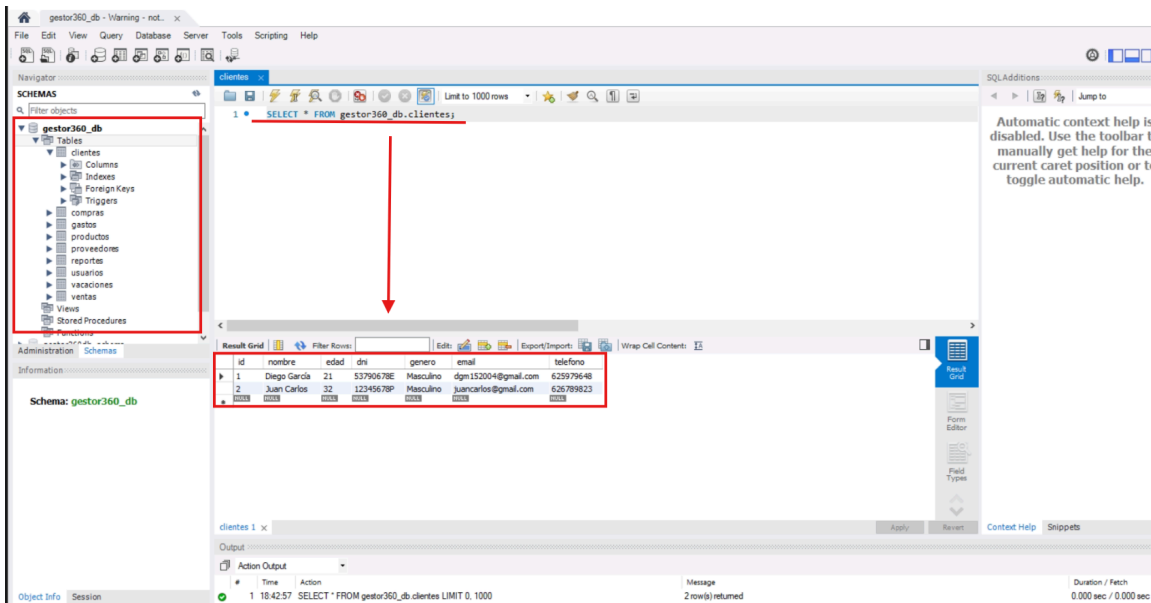 gestor360_db - Warning - not... ×
File Edit View Query Database Server Tools Scripting Help
Navigator
SCHEMAS
Filter objects
gestor360_db
Tables
clientes
Columns
Indexes
Foreign Keys
Triggers
compras
gastos
productos
proveedores
reportes
usuarios
vacaciones
ventas
Views
Stored Procedures
Functions
Administration Schemas
Information
Schema: gestor360_db
Object Info Session
clientes ×
Limit to 1000 rows
1 SELECT * FROM gestor360_db.clientes;
Result Grid Filter Rows: Edit: Export/Import: Wrap Cell Content:
id nombre edad dni genero email telefono
1 Diego García 21 53790678E Masculino dgm152004@gmail.com 625979648
2 Juan Carlos 32 12345678P Masculino juancarlos@gmail.com 626789823
NULL NULL NULL NULL NULL NULL NULL
Result
Grid
Form
Editor
Field
Types
clientes 1 ×
Apply Revert
Output
Action Output
# Time Action Message Duration / Fetch
1 18:42:57 SELECT * FROM gestor360_db.clientes LIMIT 0, 1000 2 row(s) returned 0.000 sec / 0.000 sec
SQLAdditions
Jump to
Automatic context help is
disabled. Use the toolbar
manually get help for the
current caret position or
toggle automatic help.
Context Help Snippets